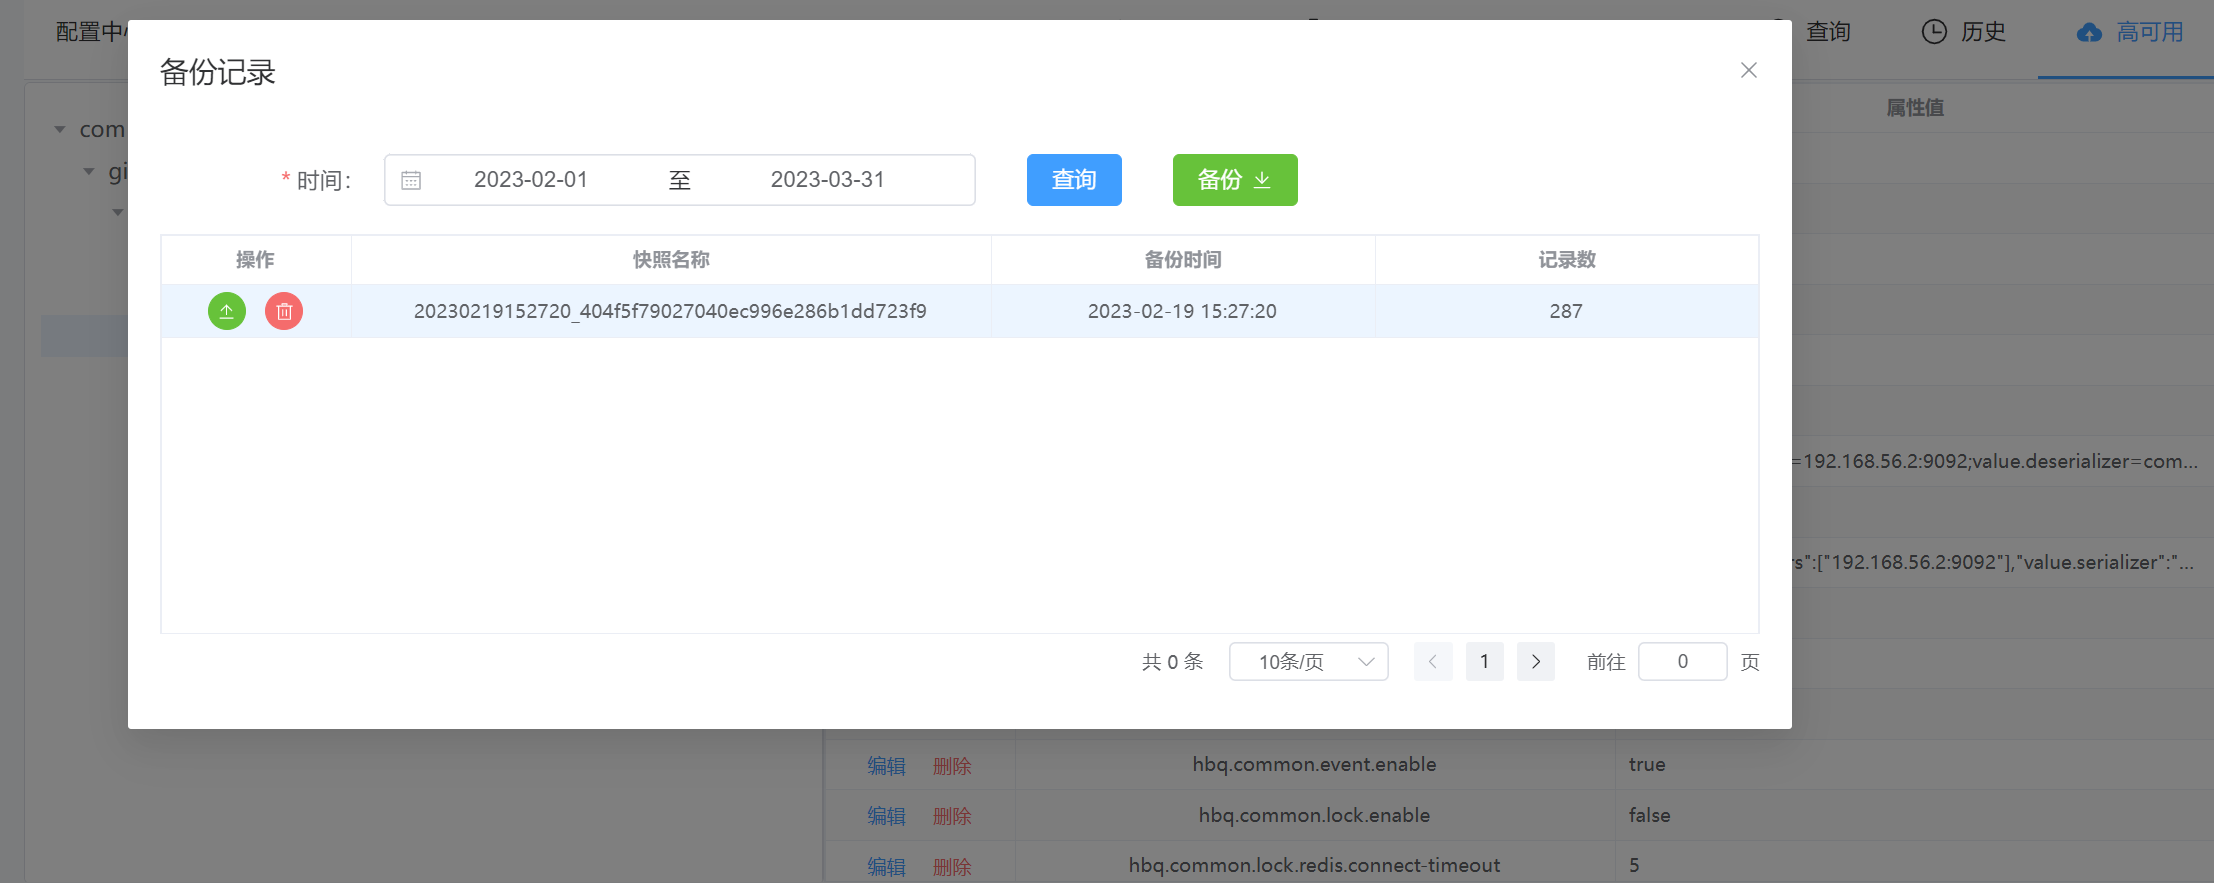 配置中
查询
历史
高可用
备份记录
com
gi
属性值
* 时间：
2023-02-01 至 2023-03-31
查询
备份
操作 快照名称 备份时间 记录数
20230219152720_404f5f79027040ec996e286b1dd723f9 2023-02-19 15:27:20 287
=192.168.56.2:9092;value.deserializer=com...
rs":["192.168.56.2:9092"],"value.serializer":"...
共 0 条 10条/页 1 前往 0 页
编辑 删除 hbq.common.event.enable true
编辑 删除 hbq.common.lock.enable false
编辑 删除 hbq.common.lock.redis.connect-timeout 5